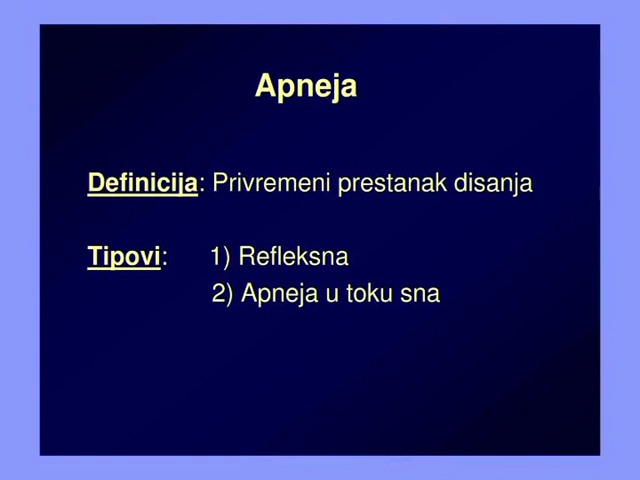 Apneja
Definicija: Privremeni prestanak disanja
Tipovi: 1) Refleksna
2) Apneja u toku sna